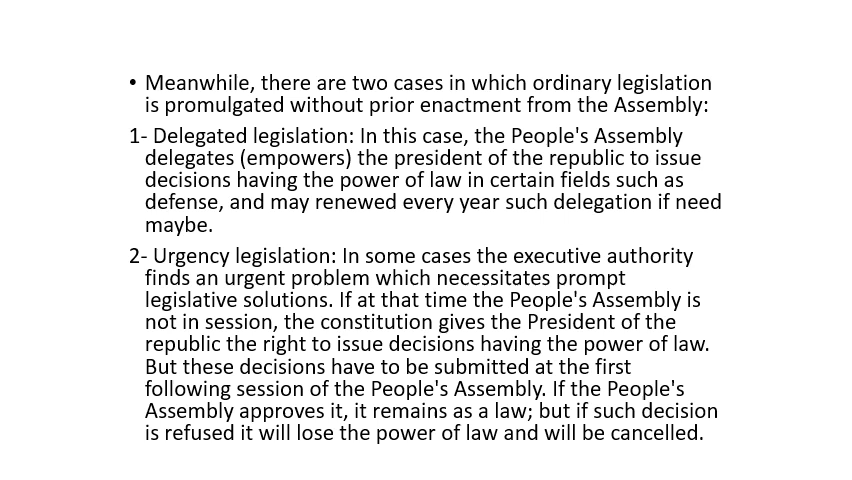 • Meanwhile, there are two cases in which ordinary legislation
is promulgated without prior enactment from the Assembly:
1- Delegated legislation: In this case, the People's Assembly
delegates (empowers) the president of the republic to issue
decisions having the power of law in certain fields such as
defense, and may renewed every year such delegation if need
maybe.
2- Urgency legislation: In some cases the executive authority
finds an urgent problem which necessitates prompt
legislative solutions. If at that time the People's Assembly is
not in session, the constitution gives the President of the
republic the right to issue decisions having the power of law.
But these decisions have to be submitted at the first
following session of the People's Assembly. If the People's
Assembly approves it, it remains as a law; but if such decision
is refused it will lose the power of law and will be cancelled.